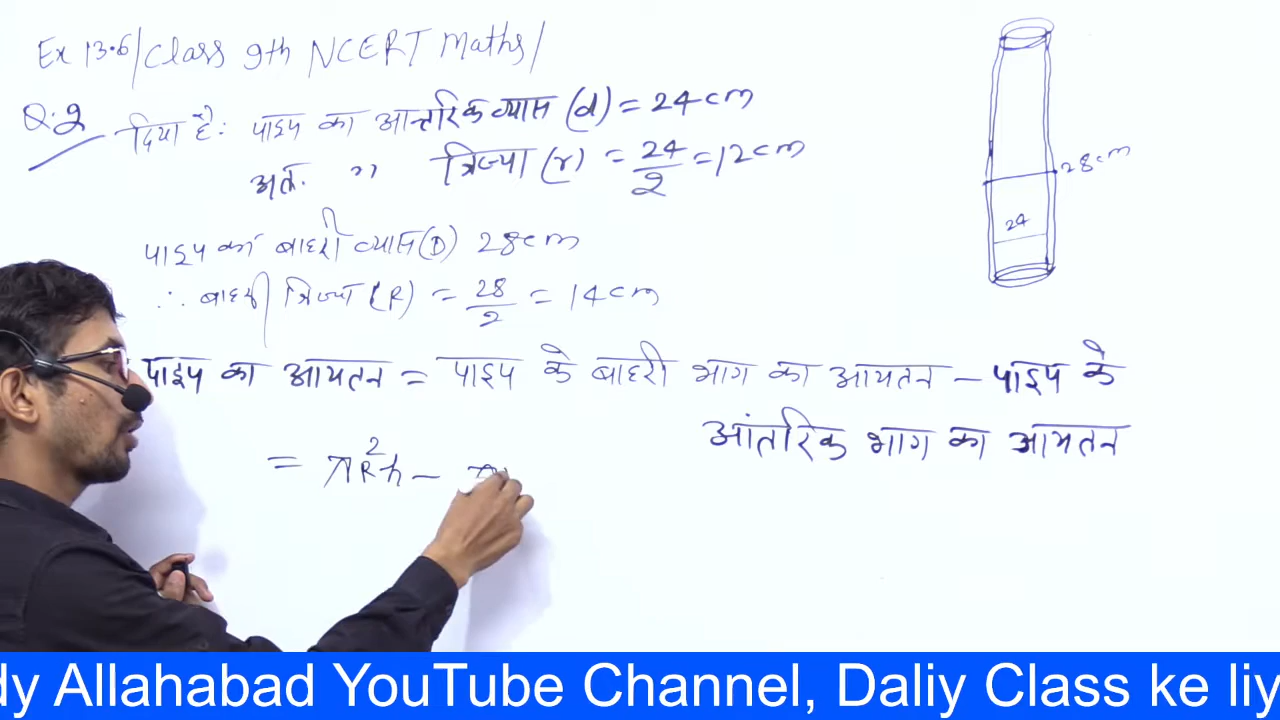 Ex 13.6/Class 9th NCERT Maths/
Q.2 दिया है: पाइप का आन्तरिक व्यास (d) = 24 cm
अतः " त्रिज्या (r) = 24/2 = 12 cm
28 cm
24
पाइप का बाहरी व्यास (D) 28 cm
∴ बाहरी त्रिज्या (R) = 28/2 = 14 cm
पाइप का आयतन = पाइप के बाहरी भाग का आयतन – पाइप के
आंतरिक भाग का आयतन
= πR²h – π
dy Allahabad YouTube Channel, Daliy Class ke liy